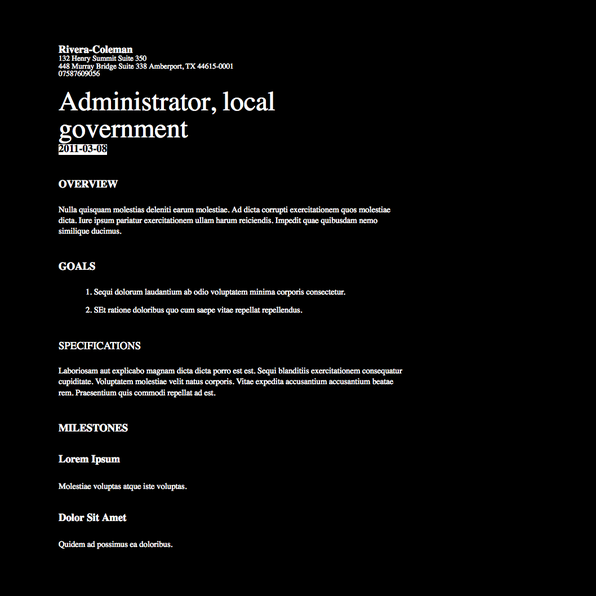 Rivera-Coleman
132 Henry Summit Suite 350
448 Murray Bridge Suite 338 Amberport, TX 44615-0001
07587609056
Administrator, local
government
2011-03-08
OVERVIEW
Nulla quisquam molestias deleniti earum molestiae. Ad dicta corrupti exercitationem quos molestiae
dicta. Iure ipsum pariatur exercitationem ullam harum reiciendis. Impedit quae quibusdam nemo
similique ducimus.
GOALS
1. Sequi dolorum laudantium ab odio voluptatem minima corporis consectetur.
2. SEt ratione doloribus quo cum saepe vitae repellat repellendus.
SPECIFICATIONS
Laboriosam aut explicabo magnam dicta dicta porro est est. Sequi blanditiis exercitationem consequatur
cupiditate. Voluptatem molestiae velit natus corporis. Vitae expedita accusantium accusantium beatae
rem. Praesentium quis commodi repellat ad est.
MILESTONES
Lorem Ipsum
Molestiae voluptas atque iste voluptas.
Dolor Sit Amet
Quidem ad possimus ea doloribus.